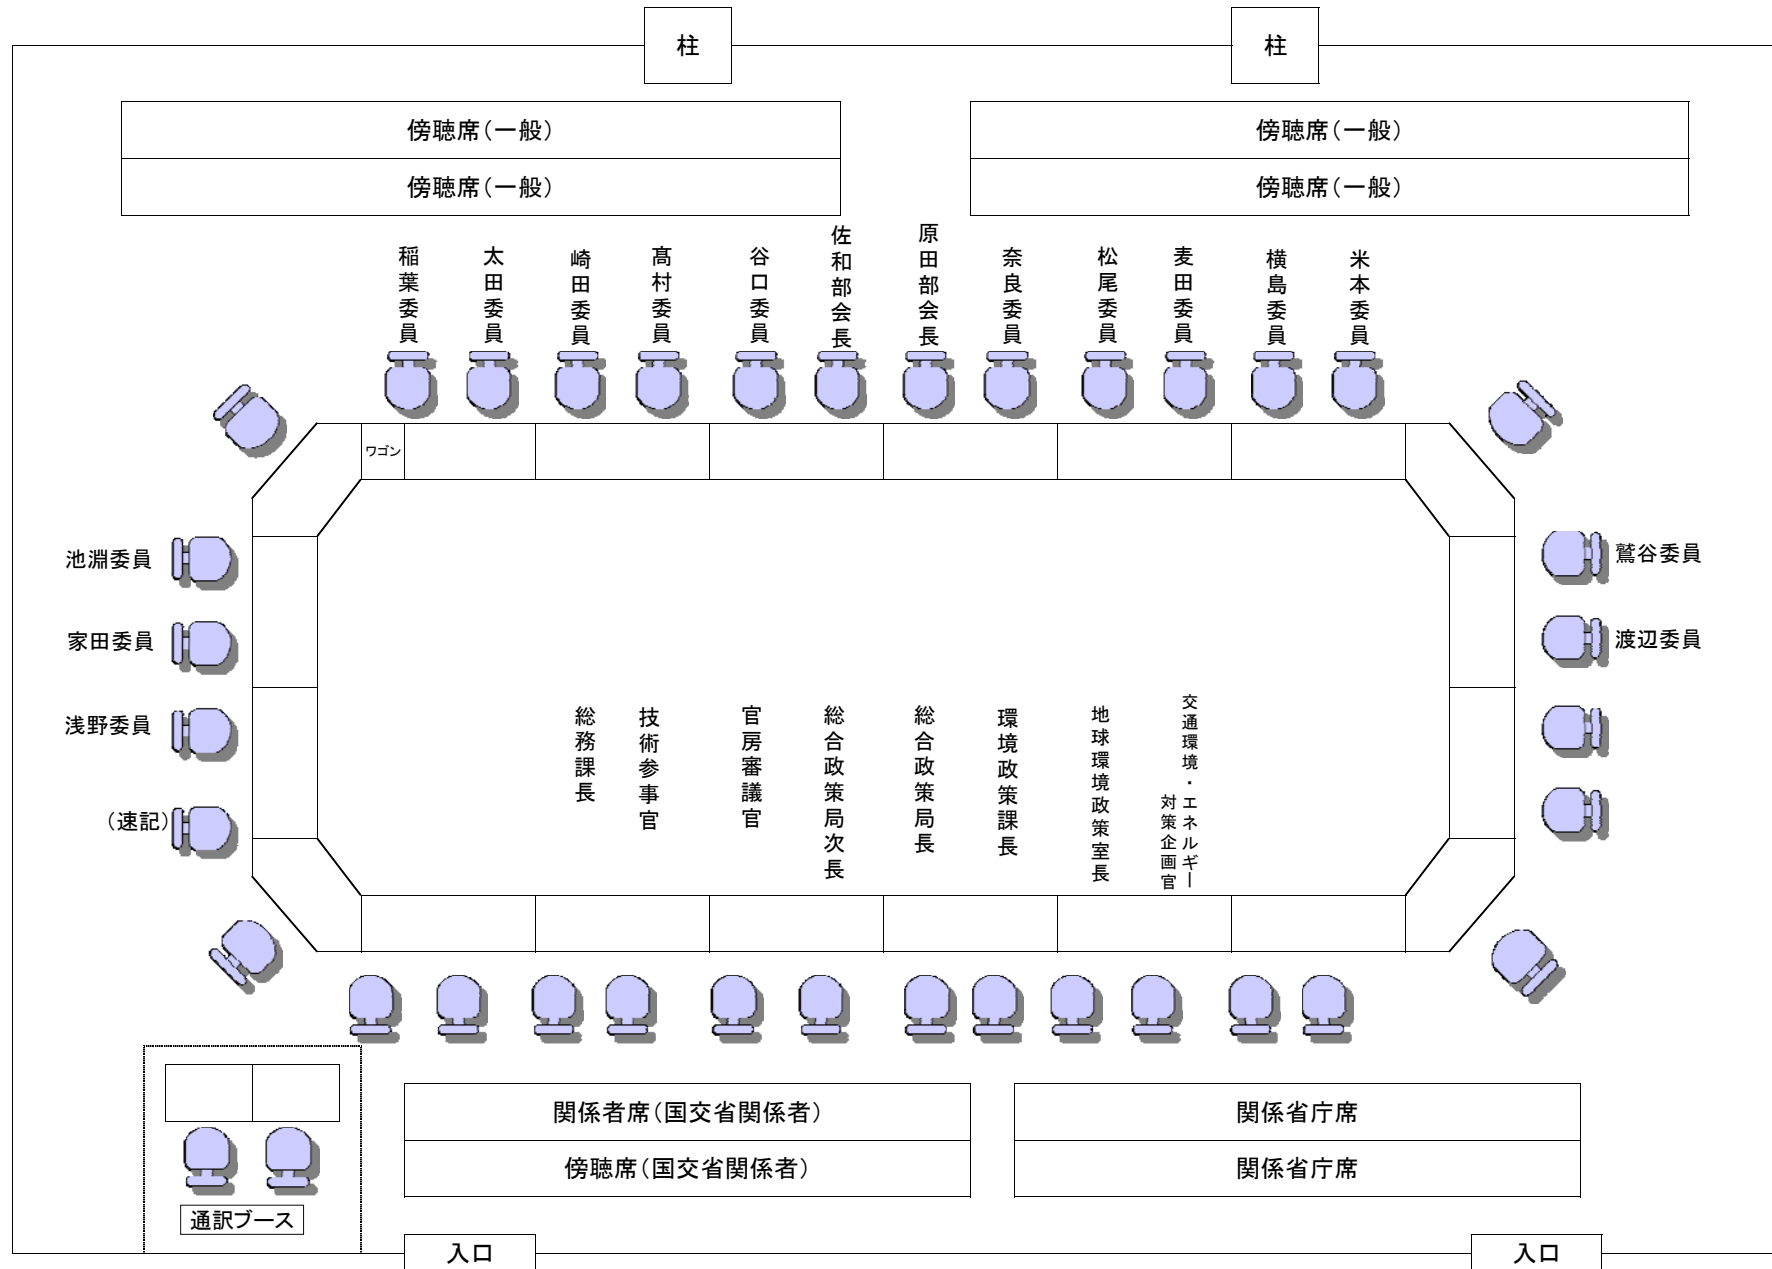 柱
柱
傍聴席（一般）
傍聴席（一般）
傍聴席（一般）
傍聴席（一般）
稲葉委員
太田委員
崎田委員
髙村委員
谷口委員
佐和部会長
原田部会長
奈良委員
松尾委員
麦田委員
横島委員
米本委員
ワゴン
池淵委員
家田委員
浅野委員
（速記）
鷲谷委員
渡辺委員
総務課長
技術参事官
官房審議官
総合政策局次長
総合政策局長
環境政策課長
地球環境政策室長
交通環境・エネルギー
対策企画官
関係者席（国交省関係者）
傍聴席（国交省関係者）
関係省庁席
関係省庁席
通訳ブース
入口
入口